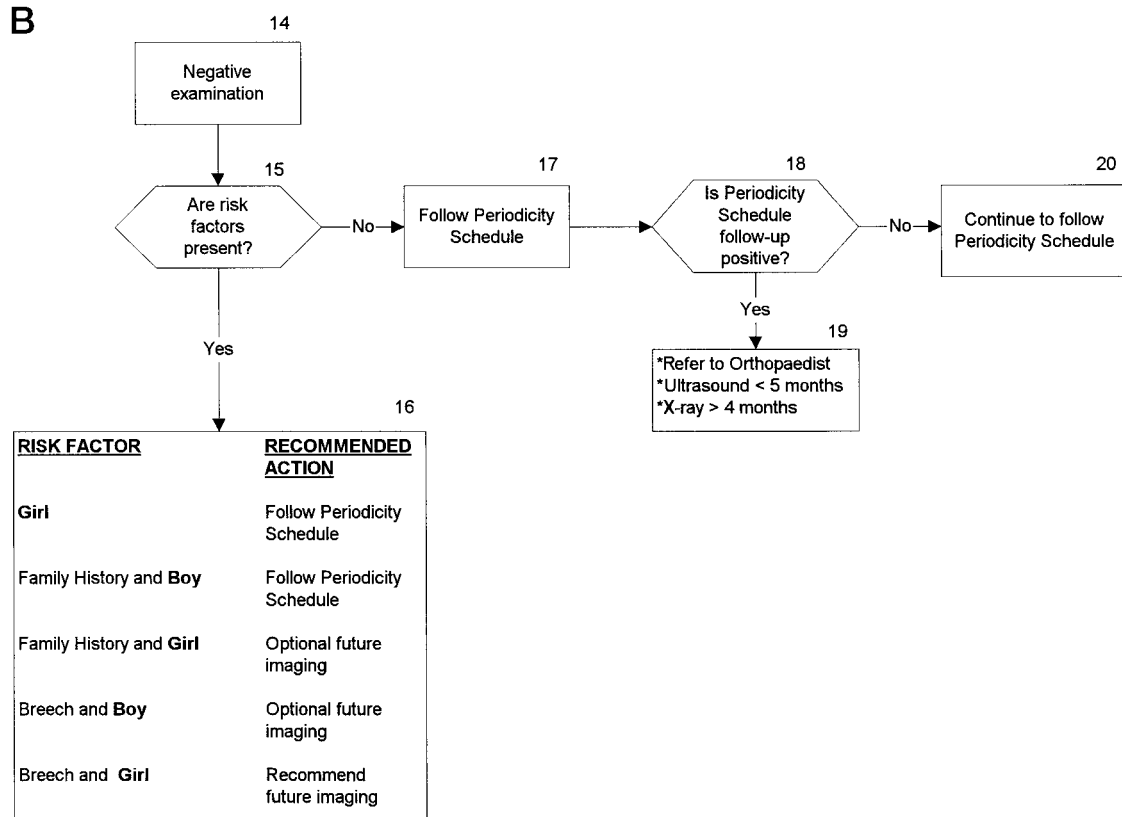 B
14
Negative
examination
15
Are risk
factors
present?
No
17
Follow Periodicity
Schedule
18
Is Periodicity
Schedule
follow-up
positive?
No
20
Continue to follow
Periodicity Schedule
Yes
19
*Refer to Orthopaedist
*Ultrasound < 5 months
*X-ray > 4 months
Yes
16
RISK FACTOR RECOMMENDED
ACTION
Girl Follow Periodicity
Schedule
Family History and Boy Follow Periodicity
Schedule
Family History and Girl Optional future
imaging
Breech and Boy Optional future
imaging
Breech and Girl Recommend
future imaging